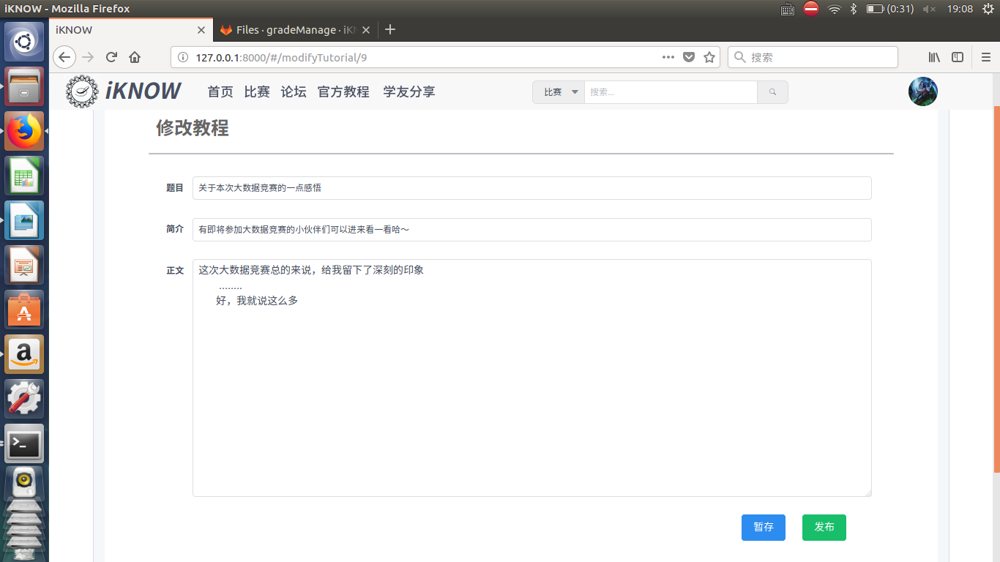 iKNOW - Mozilla Firefox
(0:31)
19:08
iKNOW
Files · gradeManage · iKN
127.0.0.1:8000/#/modifyTutorial/9
搜索
iKNOW
首页 比赛 论坛 官方教程 学友分享
比赛
搜索...
修改教程
题目
关于本次大数据竞赛的一点感悟
简介
有即将参加大数据竞赛的小伙伴们可以进来看一看哈～
正文
这次大数据竞赛总的来说，给我留下了深刻的印象
........
好，我就说这么多
暂存
发布